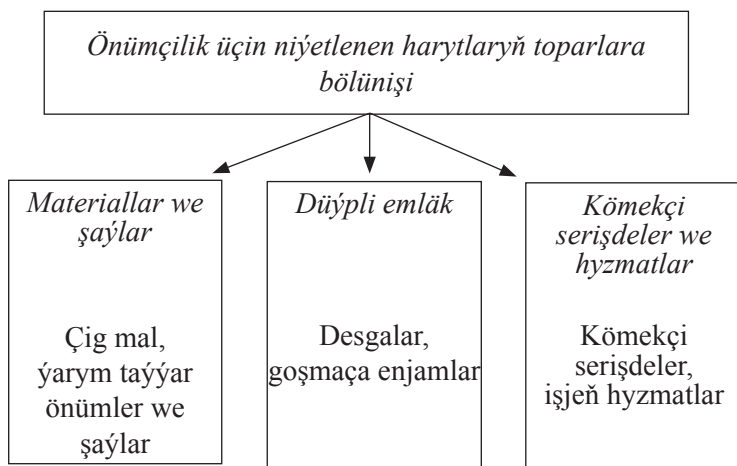 Önümçilik üçin niýetlenen harytlaryň toparlara
bölünişi
Materiallar we
şaýlar
Çig mal,
ýarym taýýar
önümler we
şaýlar
Düýpli emläk
Desgalar,
goşmaça enjamlar
Kömekçi
serişdeler we
hyzmatlar
Kömekçi
serişdeler,
işjeň hyzmatlar